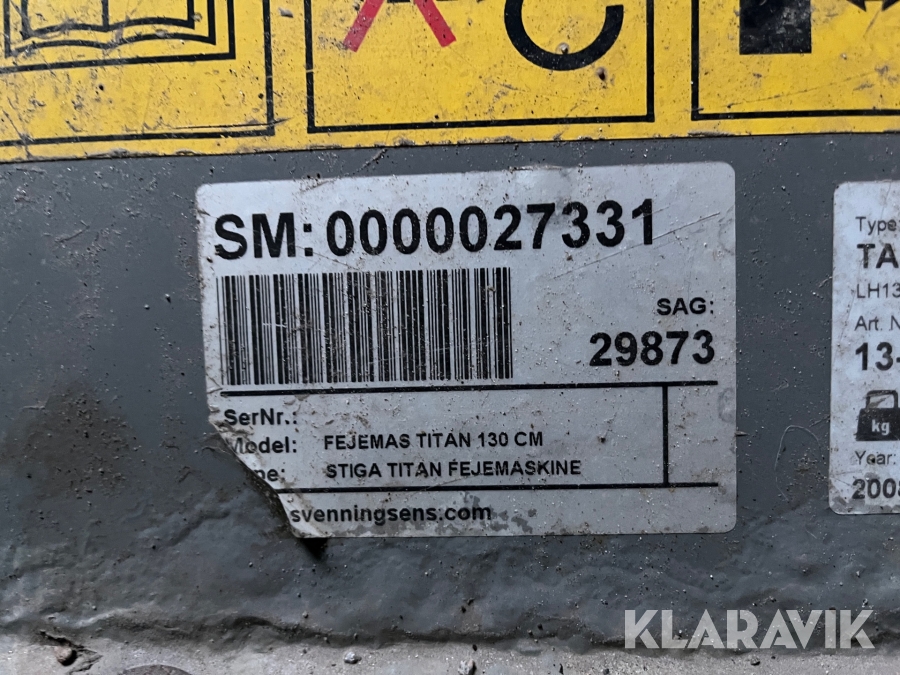 SM: 0000027331
SAG:
29873
SerNr.:
Model: FEJEMAS TITAN 130 CM
STIGA TITAN FEJEMASKINE
svenningsens.com
Type:
TA
LH13
Art. N
13-
kg
Year:
2008
KLARAVIK